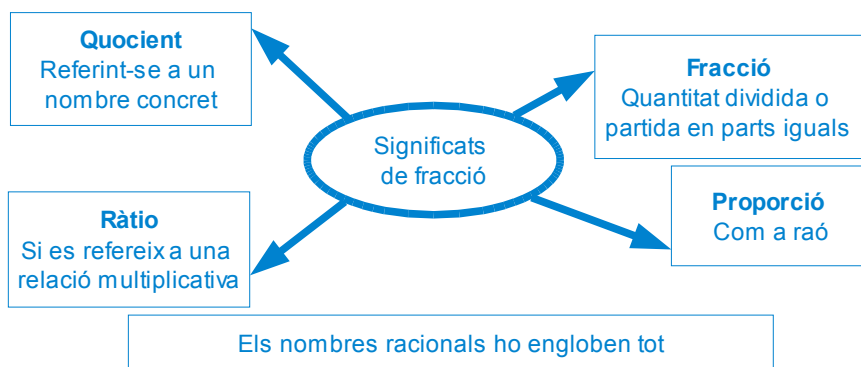 Quocient
Referint-se a un
nombre concret
Fracció
Quantitat dividida o
partida en parts iguals
Significats
de fracció
Ràtio
Si es refereix a una
relació multiplicativa
Proporció
Com a raó
Els nombres racionals ho engloben tot